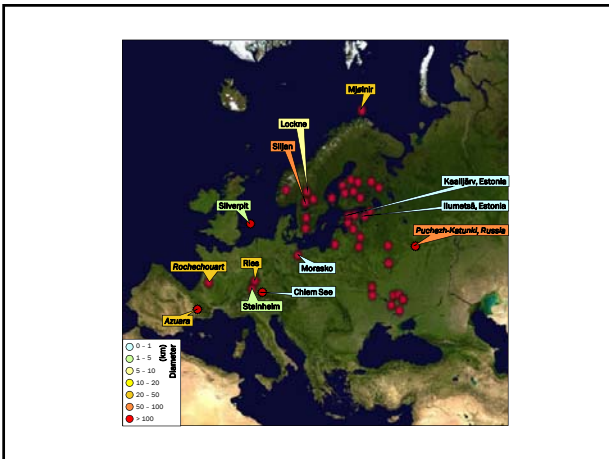 Mjølnir
Lockne
Siljan
Kaalijärv, Estonia
Ilumetsä, Estonia
Silverpit
Puchezh-Katunki, Russia
Ries
Rochechouart
Morasko
Chiem See
Steinheim
Azuara
Diameter
(km)
0 - 1
1 - 5
5 - 10
10 - 20
20 - 50
50 - 100
> 100